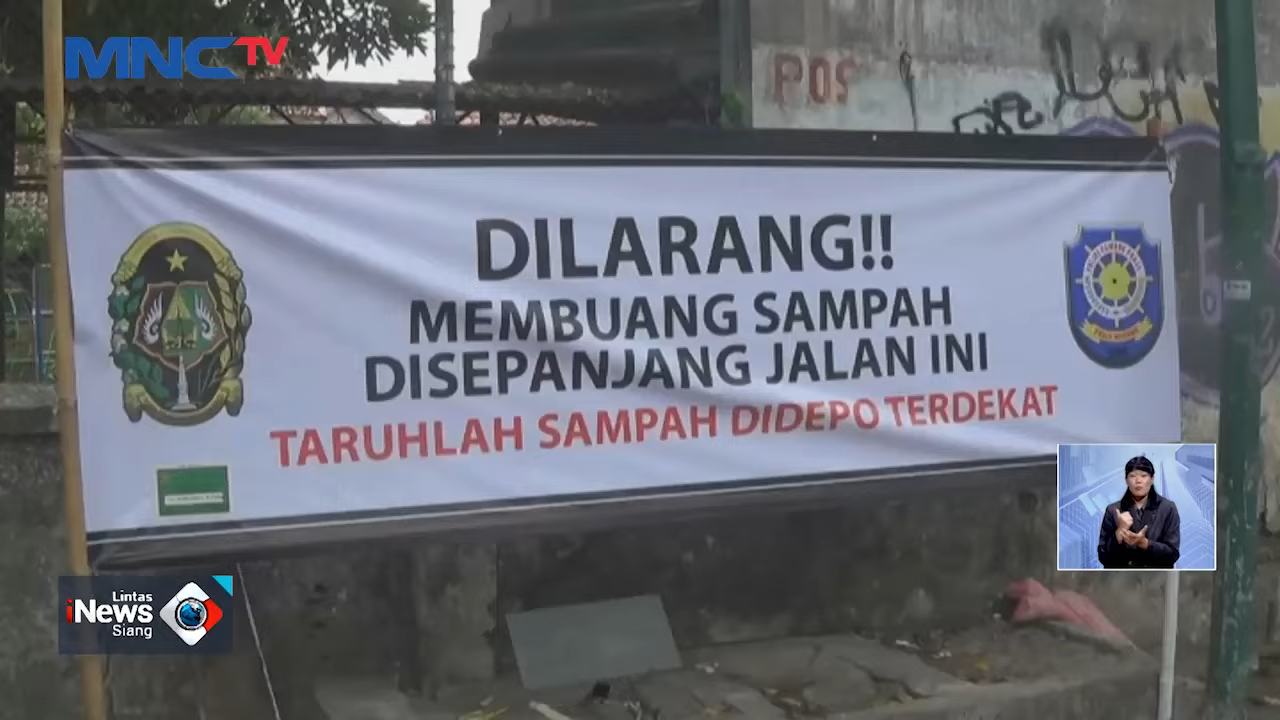 MNCTV
POS
DILARANG!!
MEMBUANG SAMPAH
DISEPANJANG JALAN INI
TARUHLAH SAMPAH DIDEPO TERDEKAT
Lintas
iNews
Siang